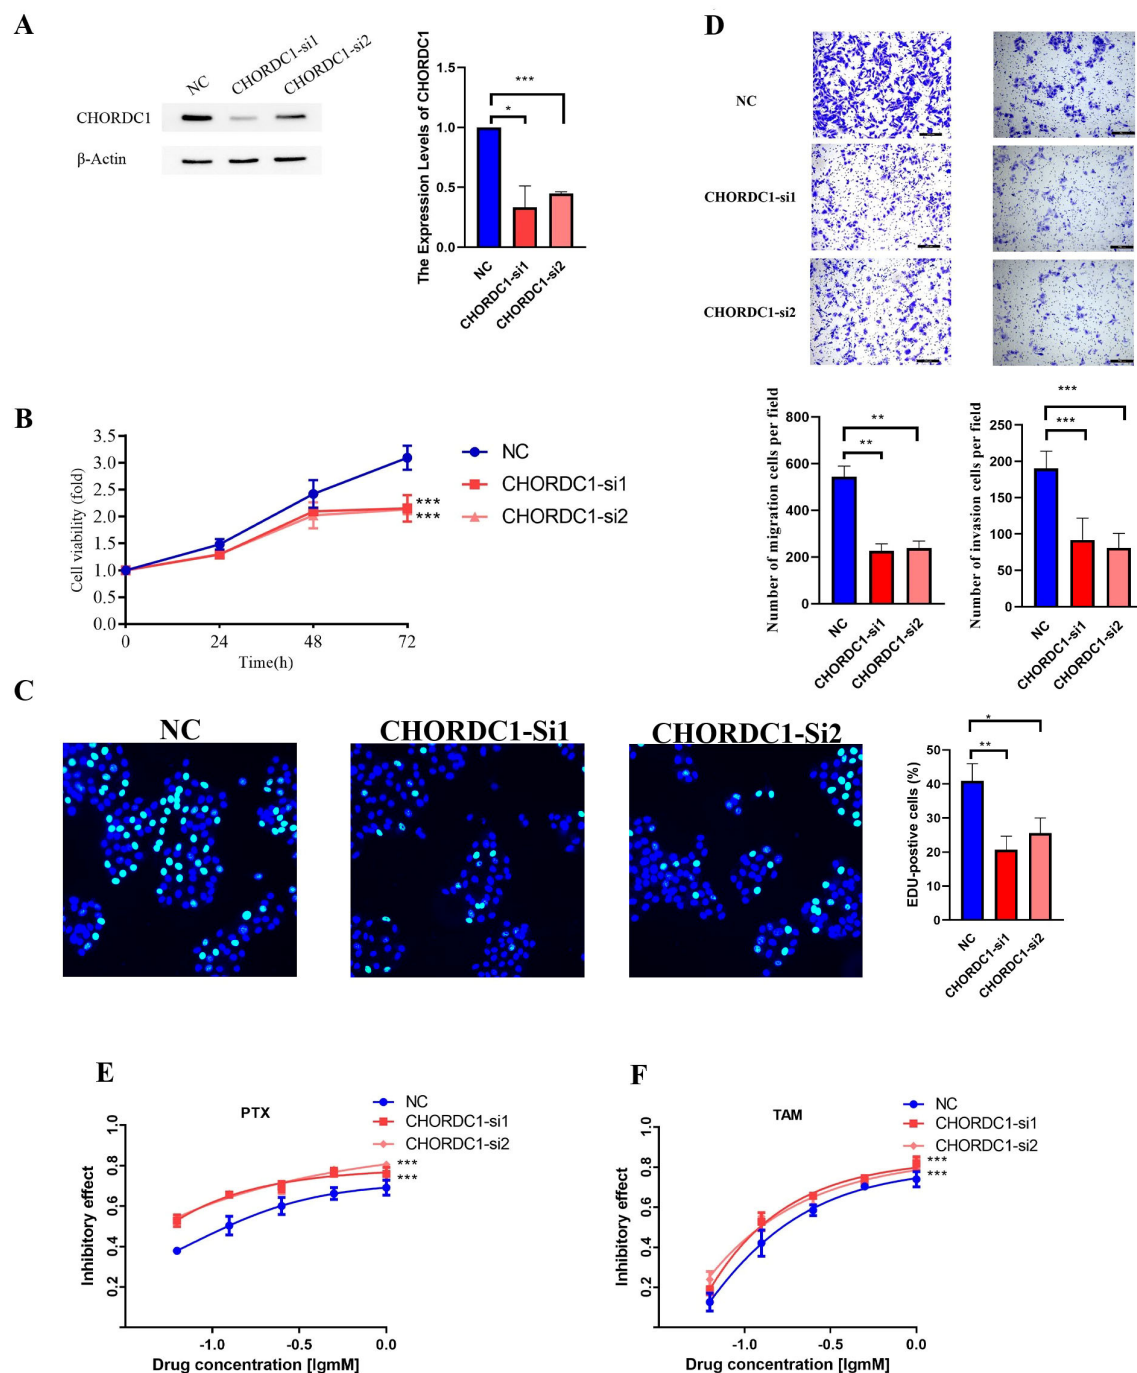 A
NC
CHORDC1-si1
CHORDC1-si2
CHORDC1
β-Actin
The Expression Levels of CHORDC1
1.5
1.0
0.5
0.0
***
*
NC
CHORDC1-si1
CHORDC1-si2
D
NC
CHORDC1-si1
CHORDC1-si2
Number of migration cells per field
800
600
400
200
0
**
**
NC
CHORDC1-si1
CHORDC1-si2
Number of invasion cells per field
250
200
150
100
50
0
***
***
NC
CHORDC1-si1
CHORDC1-si2
B
Cell viability (fold)
3.5
3.0
2.5
2.0
1.5
1.0
0.5
0.0
0
24
48
72
Time(h)
***
***
NC
CHORDC1-si1
CHORDC1-si2
C
NC
CHORDC1-Si1
CHORDC1-Si2
EDU-postive cells (%)
50
40
30
20
10
0
*
**
NC
CHORDC1-si1
CHORDC1-si2
E
PTX
NC
CHORDC1-si1
CHORDC1-si2
***
***
Inhibitory effect
1.0
0.8
0.6
0.4
0.2
-1.0
-0.5
0.0
Drug concentration [lgmM]
F
TAM
NC
CHORDC1-si1
CHORDC1-si2
***
***
Inhibitory effect
1.0
0.8
0.6
0.4
0.2
-1.0
-0.5
0.0
Drug concentration [lgmM]